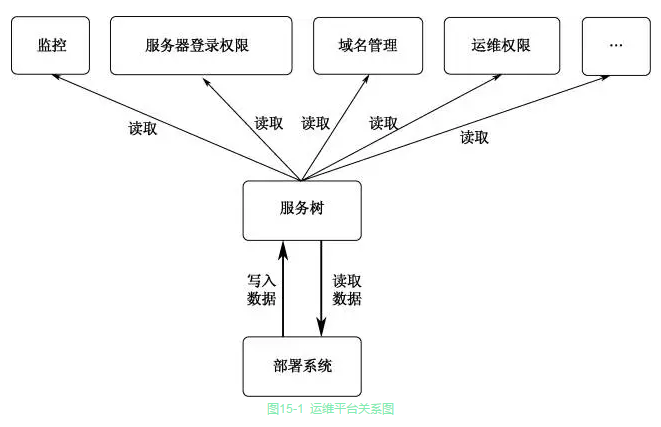 监控
服务器登录权限
域名管理
运维权限
…
读取
读取
读取
读取
读取
服务树
写入
数据
读取
数据
部署系统
图15-1 运维平台关系图